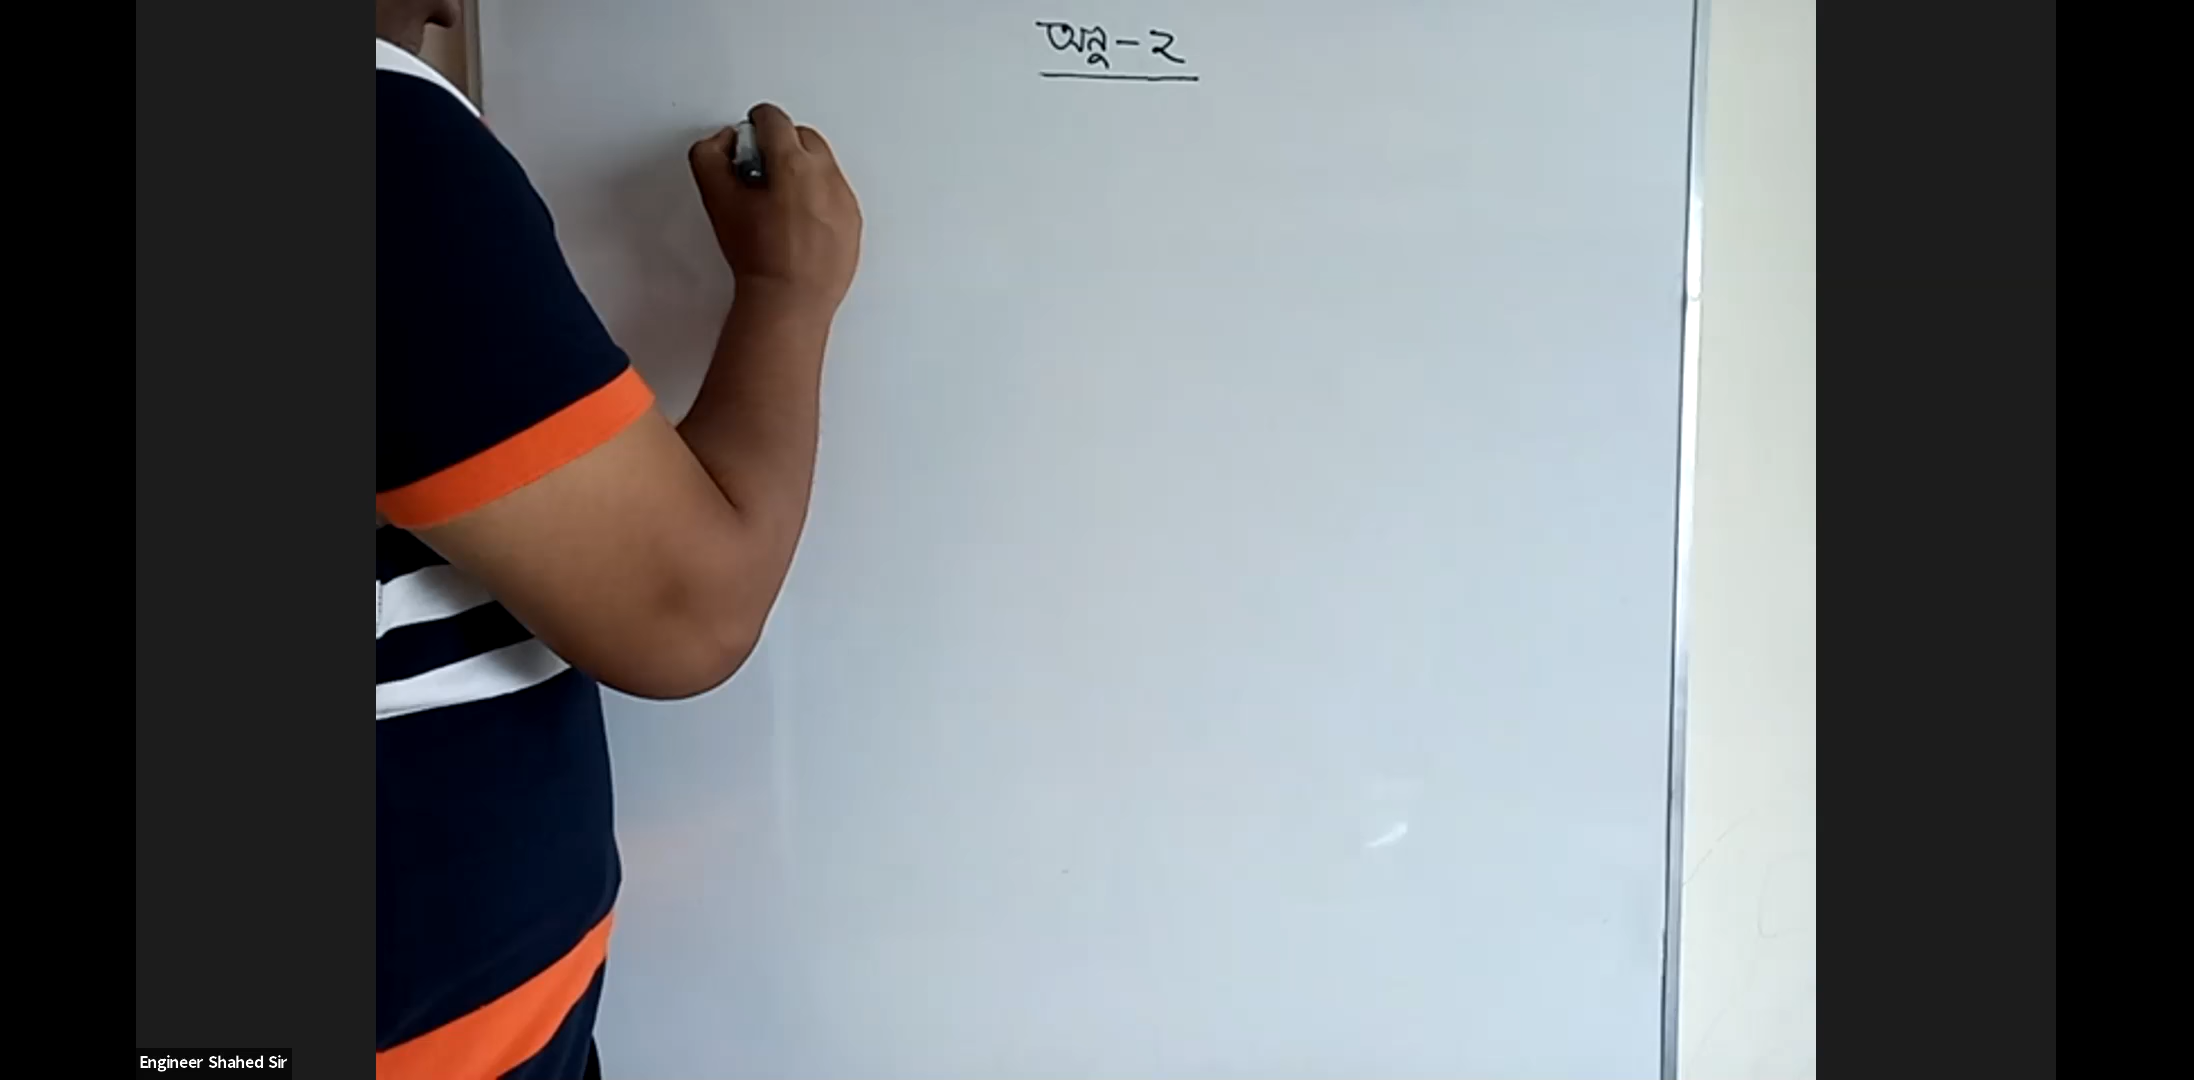 অনু-২
Engineer Shahed Sir